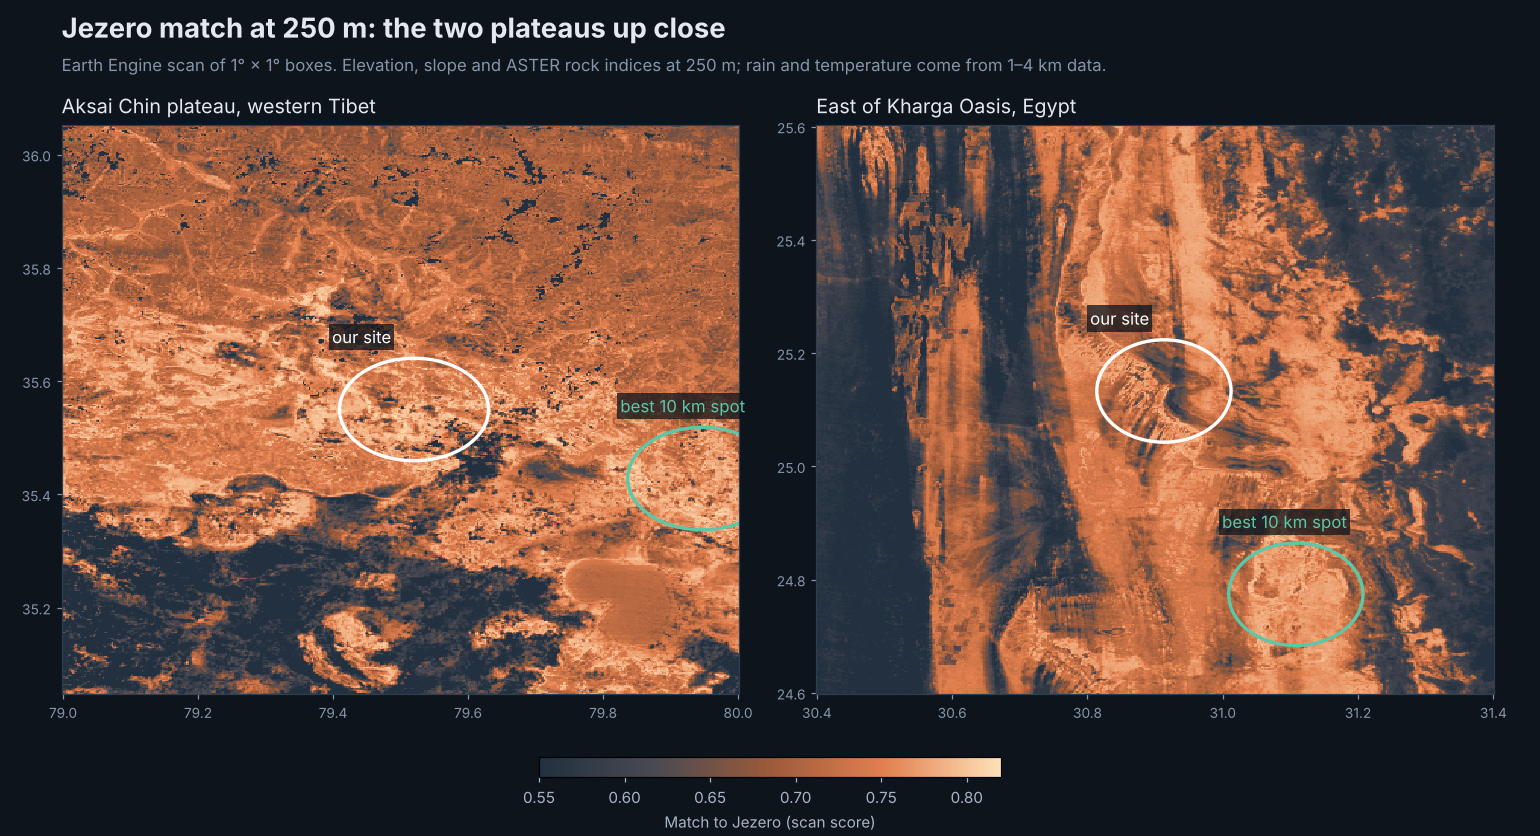 Jezero match at 250 m: the two plateaus up close
Earth Engine scan of 1° × 1° boxes. Elevation, slope and ASTER rock indices at 250 m; rain and temperature come from 1–4 km data.
Aksai Chin plateau, western Tibet
36.0
35.8
35.6
35.4
35.2
our site
best 10 km spot
79.0 79.2 79.4 79.6 79.8 80.0
East of Kharga Oasis, Egypt
25.6
25.4
25.2
25.0
24.8
24.6
our site
best 10 km spot
30.4 30.6 30.8 31.0 31.2 31.4
0.55 0.60 0.65 0.70 0.75 0.80
Match to Jezero (scan score)